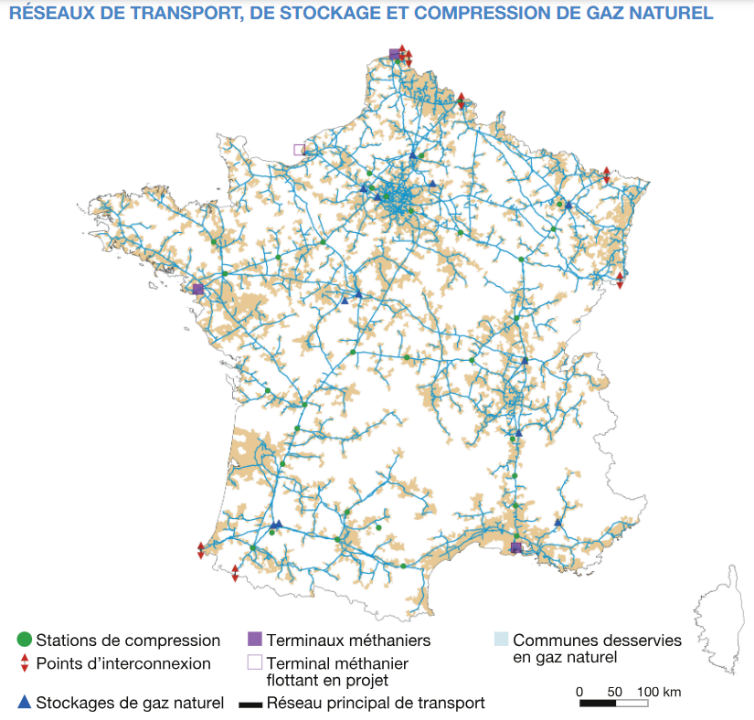 RÉSEAUX DE TRANSPORT, DE STOCKAGE ET COMPRESSION DE GAZ NATUREL
Stations de compression
Points d'interconnexion
Stockages de gaz naturel
Terminaux méthaniers
Terminal méthanier
flottant en projet
Réseau principal de transport
Communes desservies
en gaz naturel
0 50 100 km